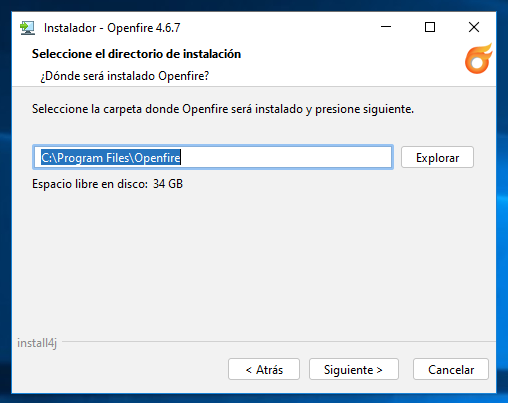 Instalador - Openfire 4.6.7
Seleccione el directorio de instalación
¿Dónde será instalado Openfire?
Seleccione la carpeta donde Openfire será instalado y presione siguiente.
C:\Program Files\Openfire
Explorar
Espacio libre en disco: 34 GB
install4j
< Atrás
Siguiente >
Cancelar